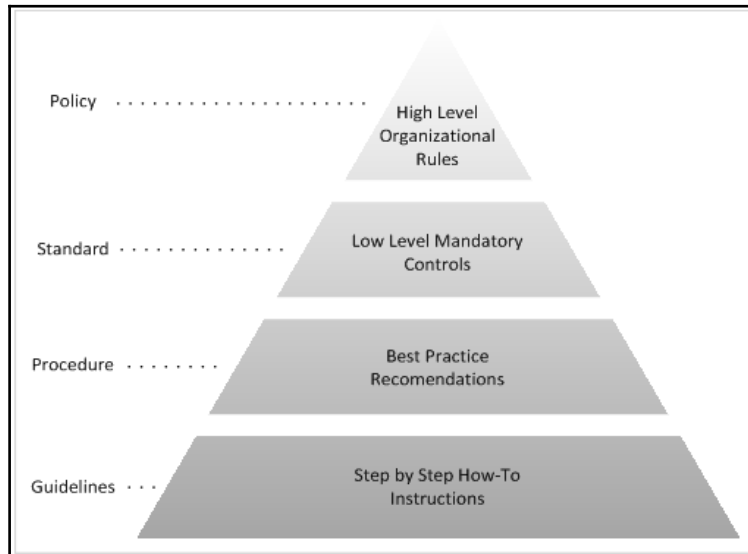 Policy
High Level
Organizational
Rules
Standard
Low Level Mandatory
Controls
Procedure
Best Practice
Recomendations
Guidelines
Step by Step How-To
Instructions